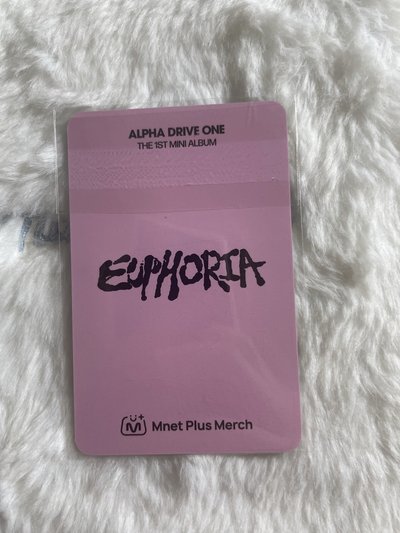 ALPHA DRIVE ONE
THE 1ST MINI ALBUM
EUPHORIA
M+ Mnet Plus Merch